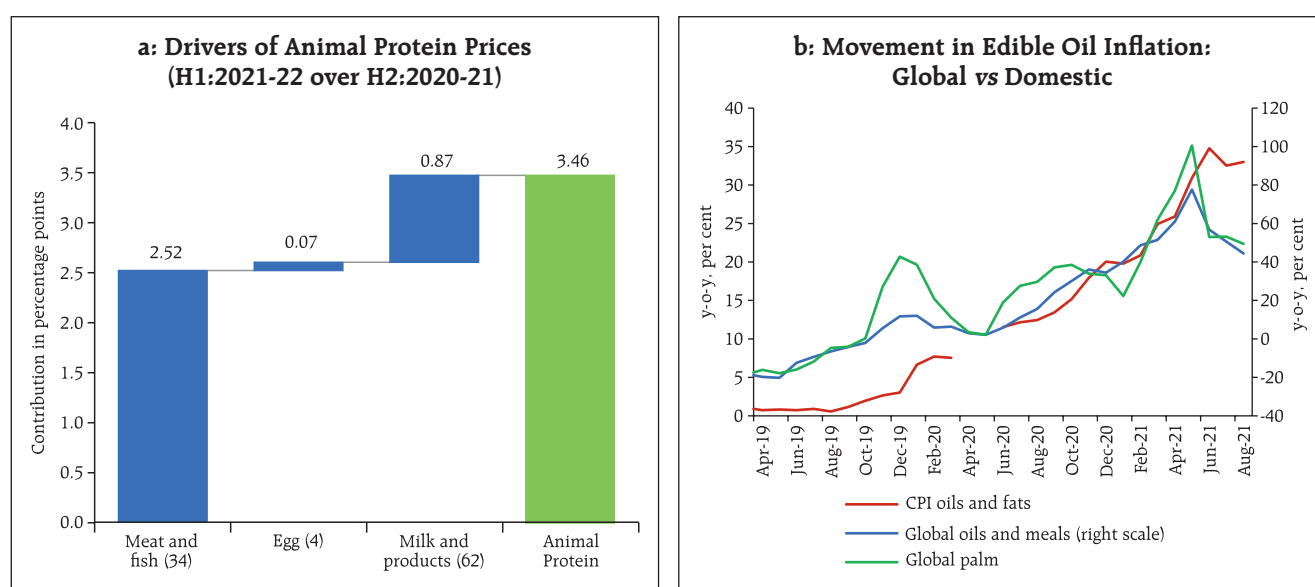 a: Drivers of Animal Protein Prices
(H1:2021-22 over H2:2020-21)
Contribution in percentage points
4.0
3.5
3.0
2.5
2.0
1.5
1.0
0.5
0.0
2.52
0.07
0.87
3.46
Meat and
fish (34)
Egg (4)
Milk and
products (62)
Animal
Protein
b: Movement in Edible Oil Inflation:
Global vs Domestic
y-o-y, per cent
40
35
30
25
20
15
10
5
0
120
100
80
60
40
20
0
-20
-40
y-o-y, per cent
Apr-19
Jun-19
Aug-19
Oct-19
Dec-19
Feb-20
Apr-20
Jun-20
Aug-20
Oct-20
Dec-20
Feb-21
Apr-21
Jun-21
Aug-21
CPI oils and fats
Global oils and meals (right scale)
Global palm